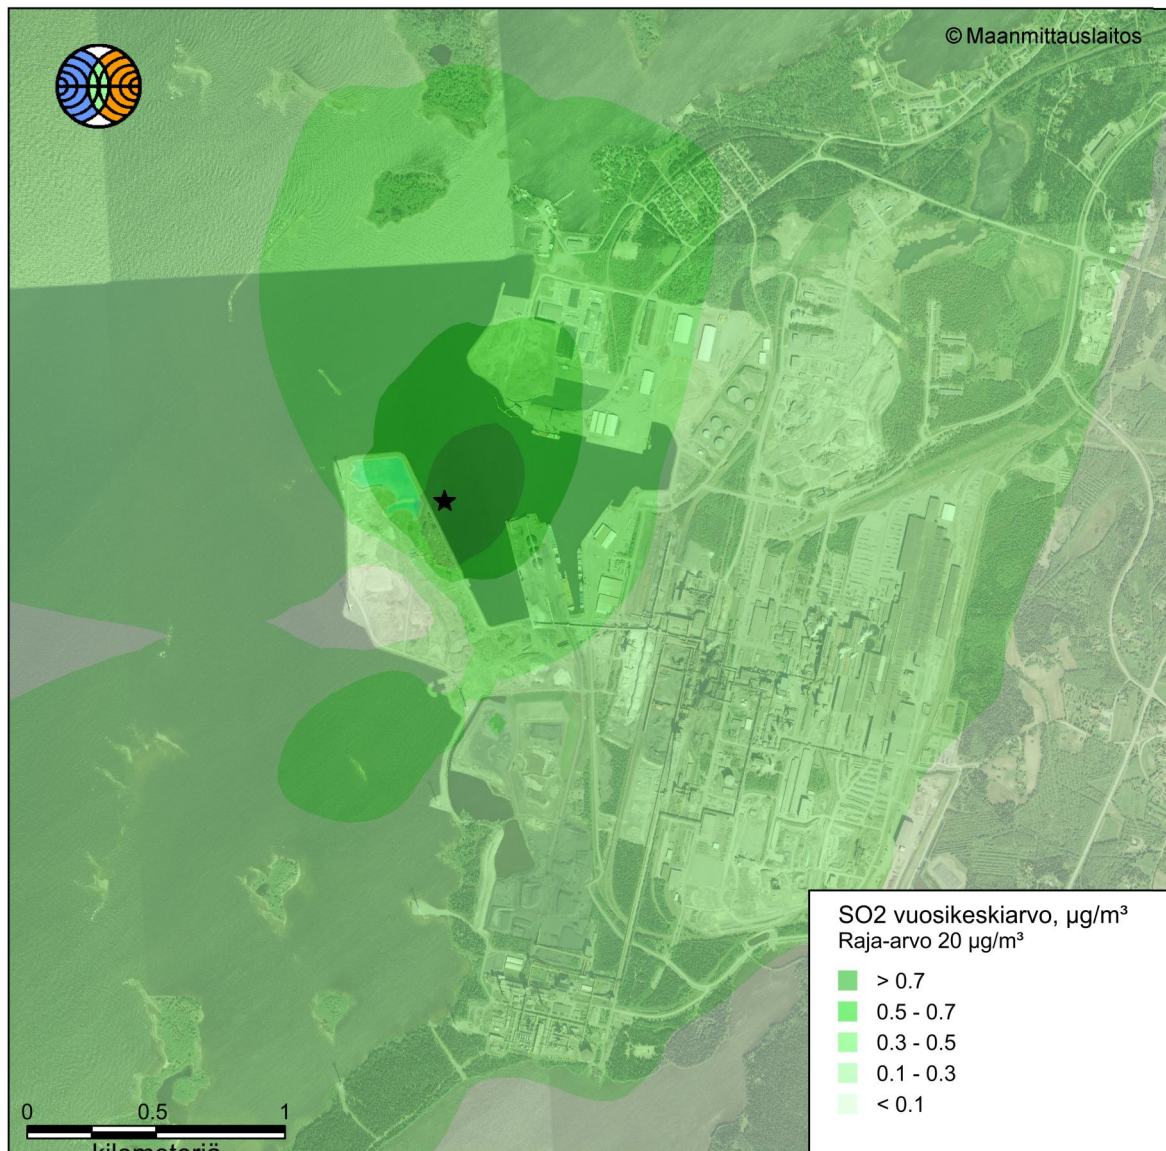 © Maanmittauslaitos
SO2 vuosikeskiarvo, µg/m³
Raja-arvo 20 µg/m³
> 0.7
0.5 - 0.7
0.3 - 0.5
0.1 - 0.3
< 0.1
0 0.5 1
kilometeriä